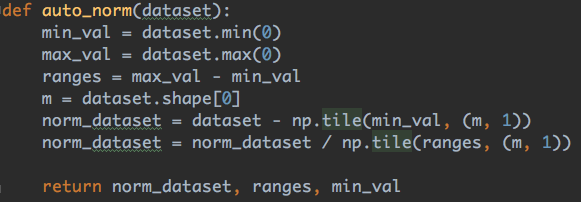 def auto_norm(dataset):
    min_val = dataset.min(0)
    max_val = dataset.max(0)
    ranges = max_val - min_val
    m = dataset.shape[0]
    norm_dataset = dataset - np.tile(min_val, (m, 1))
    norm_dataset = norm_dataset / np.tile(ranges, (m, 1))
    return norm_dataset, ranges, min_val